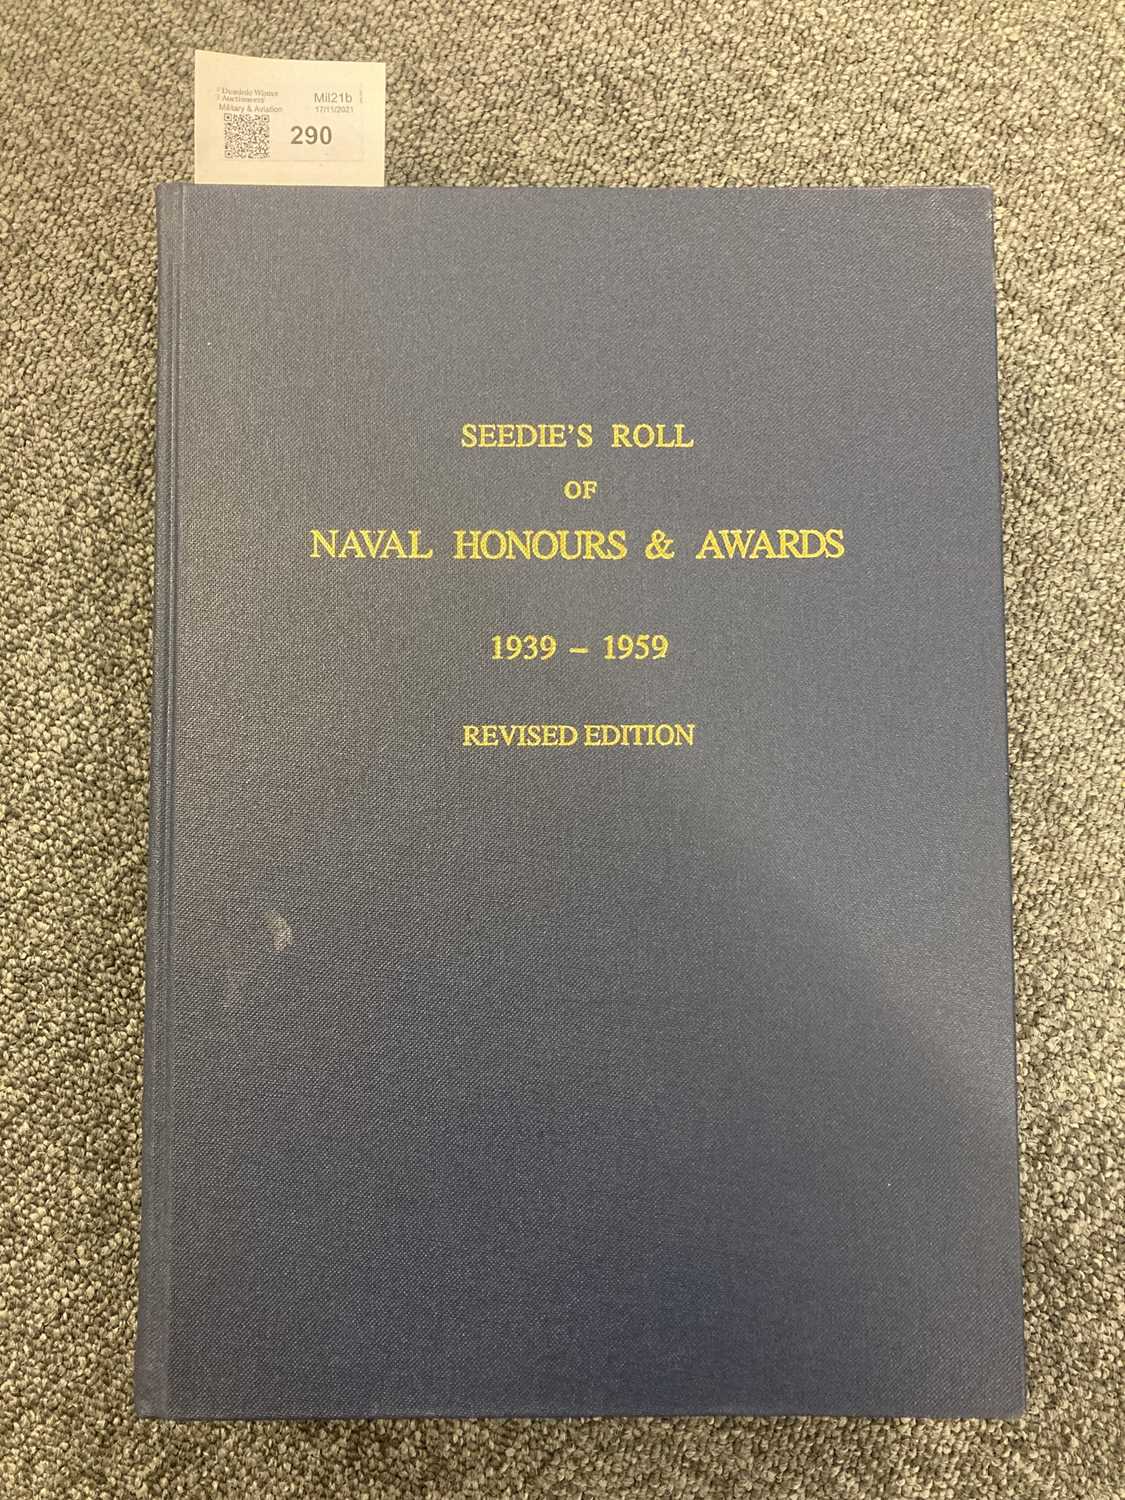 Dominic Winter
Auctioneers
Military & Aviation
Mil21b
17/11/2021
290
SEEDIE'S ROLL
OF
NAVAL HONOURS & AWARDS
1939 – 1959
REVISED EDITION